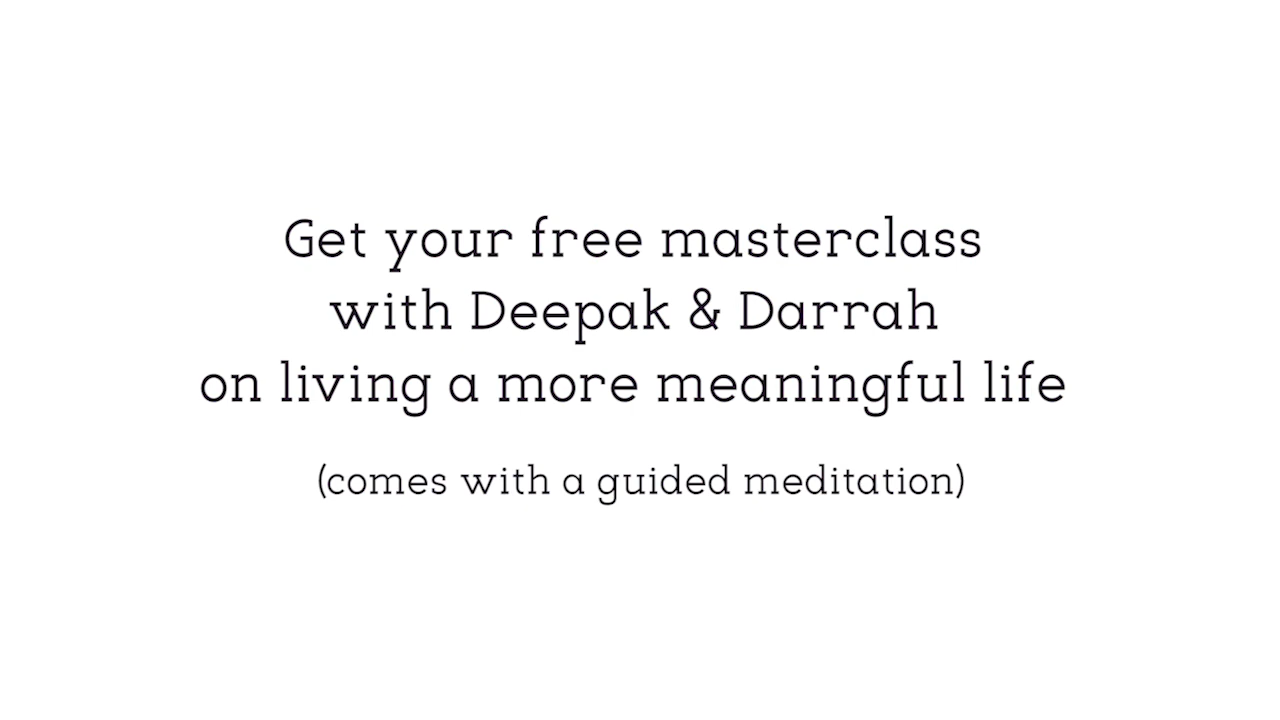 Get your free masterclass
with Deepak & Darrah
on living a more meaningful life
(comes with a guided meditation)